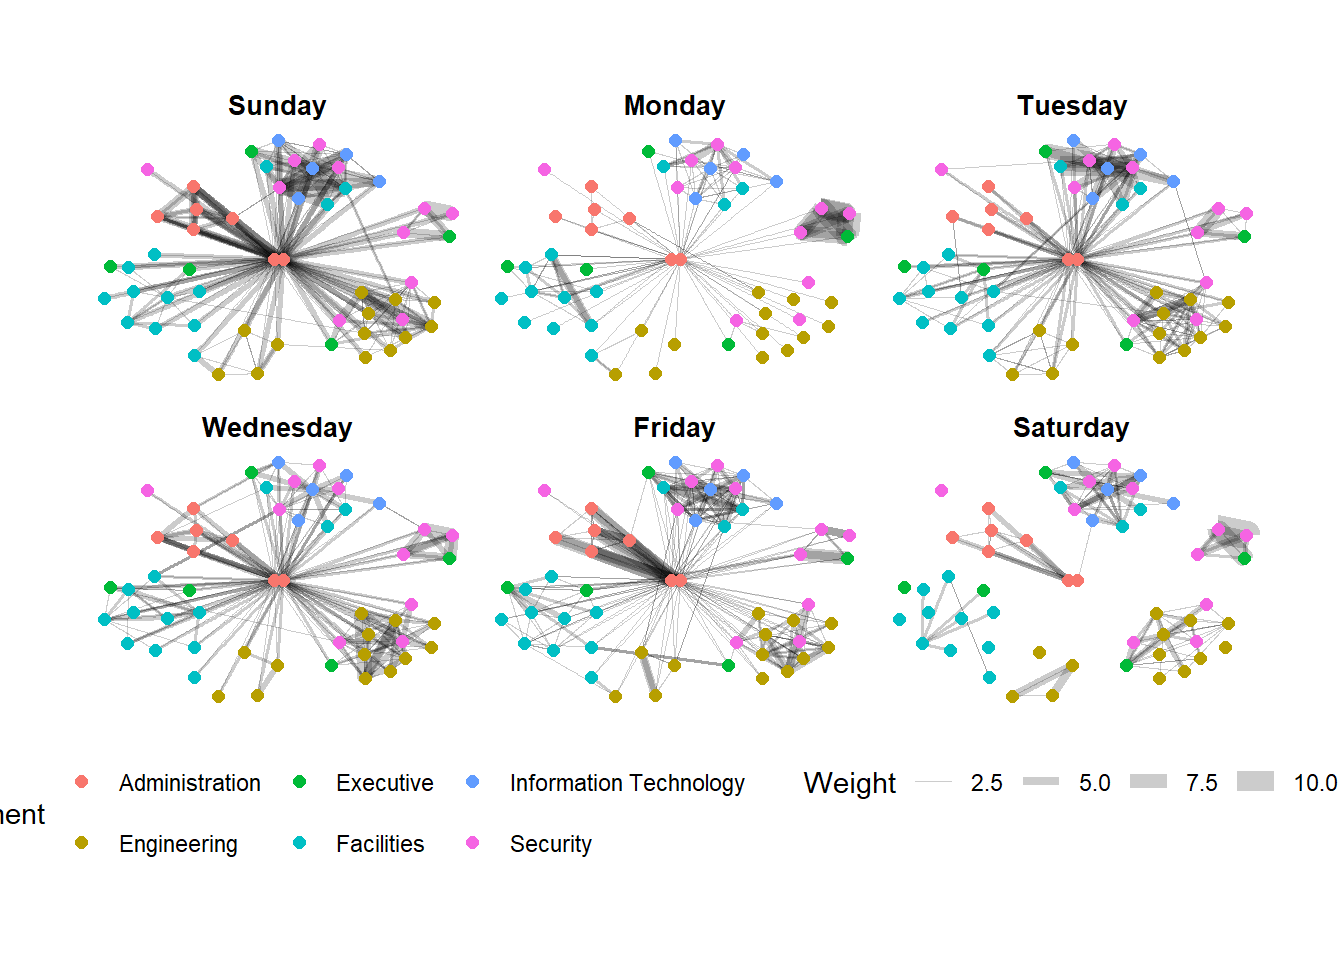 Sunday Monday Tuesday
Wednesday Friday Saturday
Administration Executive Information Technology Weight 2.5 5.0 7.5 10.0
Engineering Facilities Security